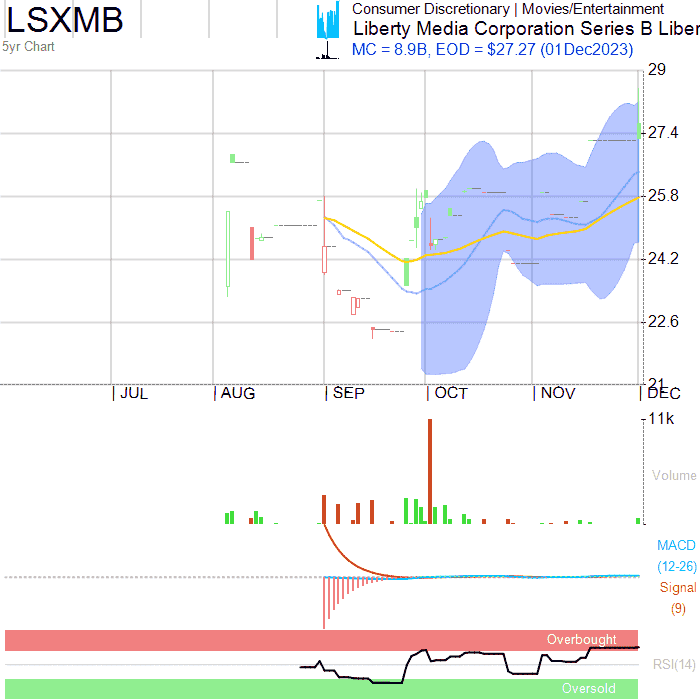 LSXMB
Consumer Discretionary | Movies/Entertainment
Liberty Media Corporation Series B Liber
5yr Chart
MC = 8.9B, EOD = $27.27 (01Dec2023)
29
27.4
25.8
24.2
22.6
21
JUL AUG SEP OCT NOV DEC
11k
Volume
MACD
(12-26)
Signal
(9)
Overbought
RSI(14)
Oversold